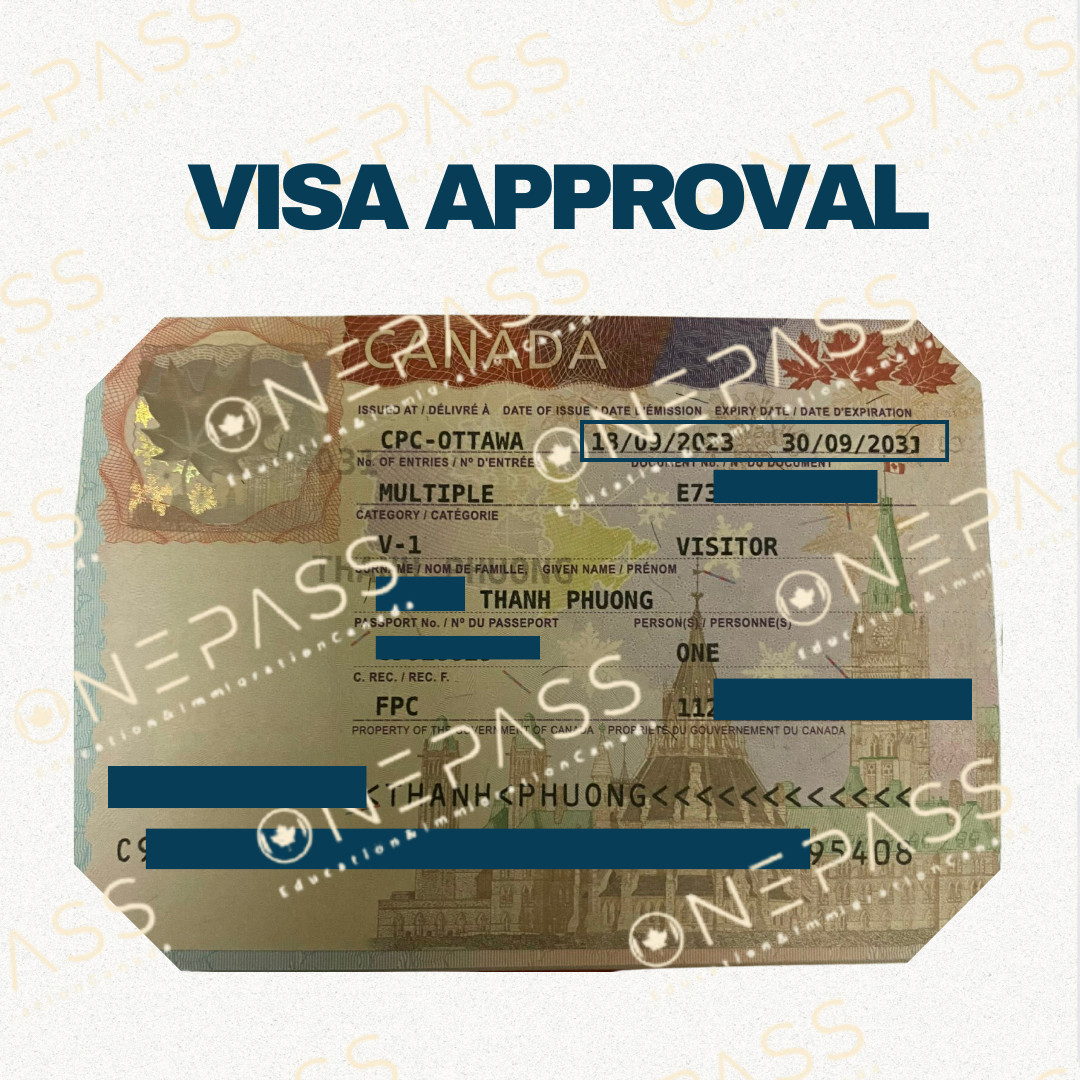 VISA APPROVAL
CANADA
ISSUED AT / DÉLIVRÉ À DATE OF ISSUE / DATE D'ÉMISSION EXPIRY DATE / DATE D'EXPIRATION
CPC-OTTAWA 18/09/2023 30/09/2031
No. OF ENTRIES / Nº D'ENTRÉES DOCUMENT No. / Nº DU DOCUMENT
MULTIPLE E73
CATEGORY / CATÉGORIE
V-1 VISITOR
SURNAME / NOM DE FAMILLE, GIVEN NAME / PRÉNOM
THANH PHUONG
PASSPORT No. / Nº DU PASSEPORT PERSON(S) / PERSONNE(S)
ONE
C. REC. / REC. F.
FPC 112
PROPERTY OF THE GOVERNMENT OF CANADA PROPRIÉTÉ DU GOUVERNEMENT DU CANADA
<THANH<PHUONG<<<<<<<<<<<<
C9 95408
ONEPASS
Education&ImmigrationCanada.